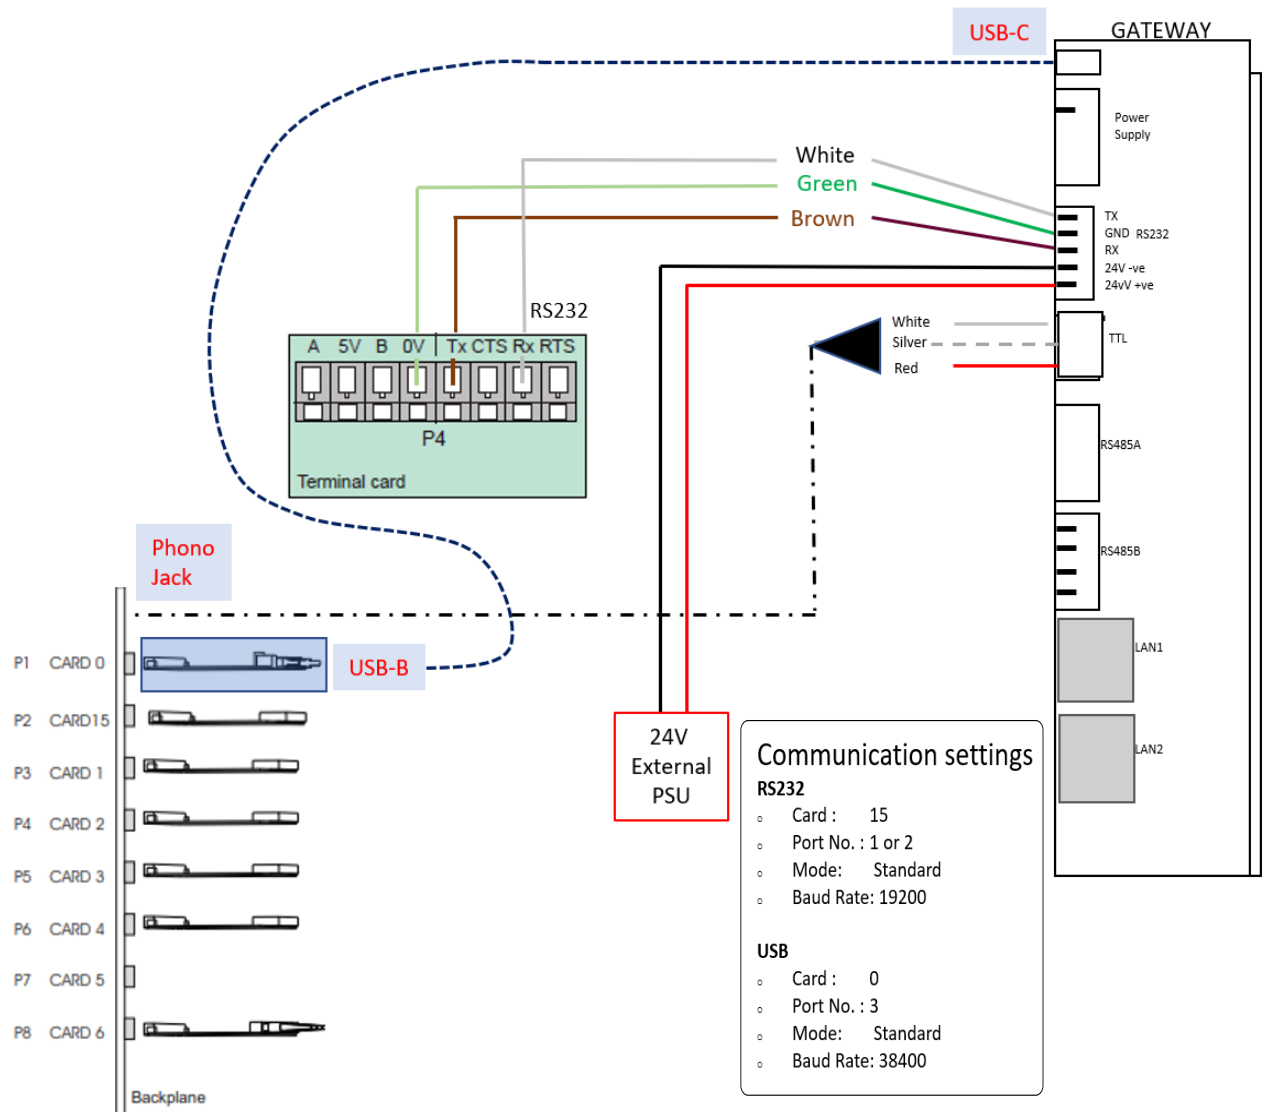 USB-C
GATEWAY
Power
Supply
White
Green
Brown
TX
GND RS232
RX
24V -ve
24vV +ve
RS232
A 5V B 0V | Tx CTS Rx RTS
P4
Terminal card
White
Silver
Red
TTL
RS485A
RS485B
LAN1
LAN2
Phono
Jack
USB-B
P1 CARD 0
P2 CARD15
P3 CARD 1
P4 CARD 2
P5 CARD 3
P6 CARD 4
P7 CARD 5
P8 CARD 6
Backplane
24V
External
PSU
Communication settings
RS232
o Card : 15
o Port No. : 1 or 2
o Mode: Standard
o Baud Rate: 19200
USB
o Card : 0
o Port No. : 3
o Mode: Standard
o Baud Rate: 38400